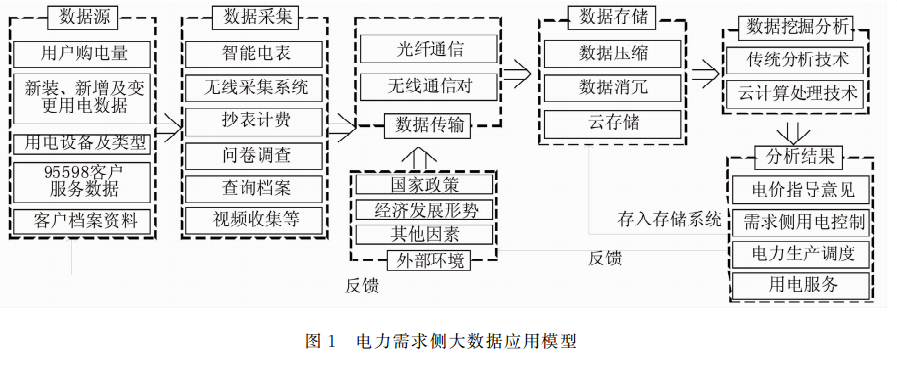 数据源
用户购电量
新装、新增及变
更用电数据
用电设备及类型
95598客户
服务数据
客户档案资料
数据采集
智能电表
无线采集系统
抄表计费
问卷调查
查询档案
视频收集等
光纤通信
无线通信对
数据传输
国家政策
经济发展形势
其他因素
外部环境
反馈
数据存储
数据压缩
数据消冗
云存储
存入存储系统
反馈
数据挖掘分析
传统分析技术
云计算处理技术
分析结果
电价指导意见
需求侧用电控制
电力生产调度
用电服务
图 1 电力需求侧大数据应用模型